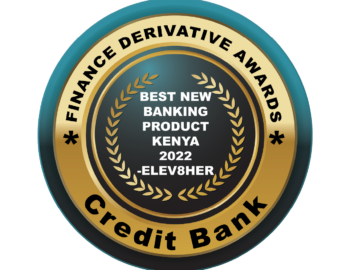 * FINANCE DERIVATIVE AWARDS *
BEST NEW
BANKING
PRODUCT
KENYA
2022
-ELEV8HER
Credit Bank